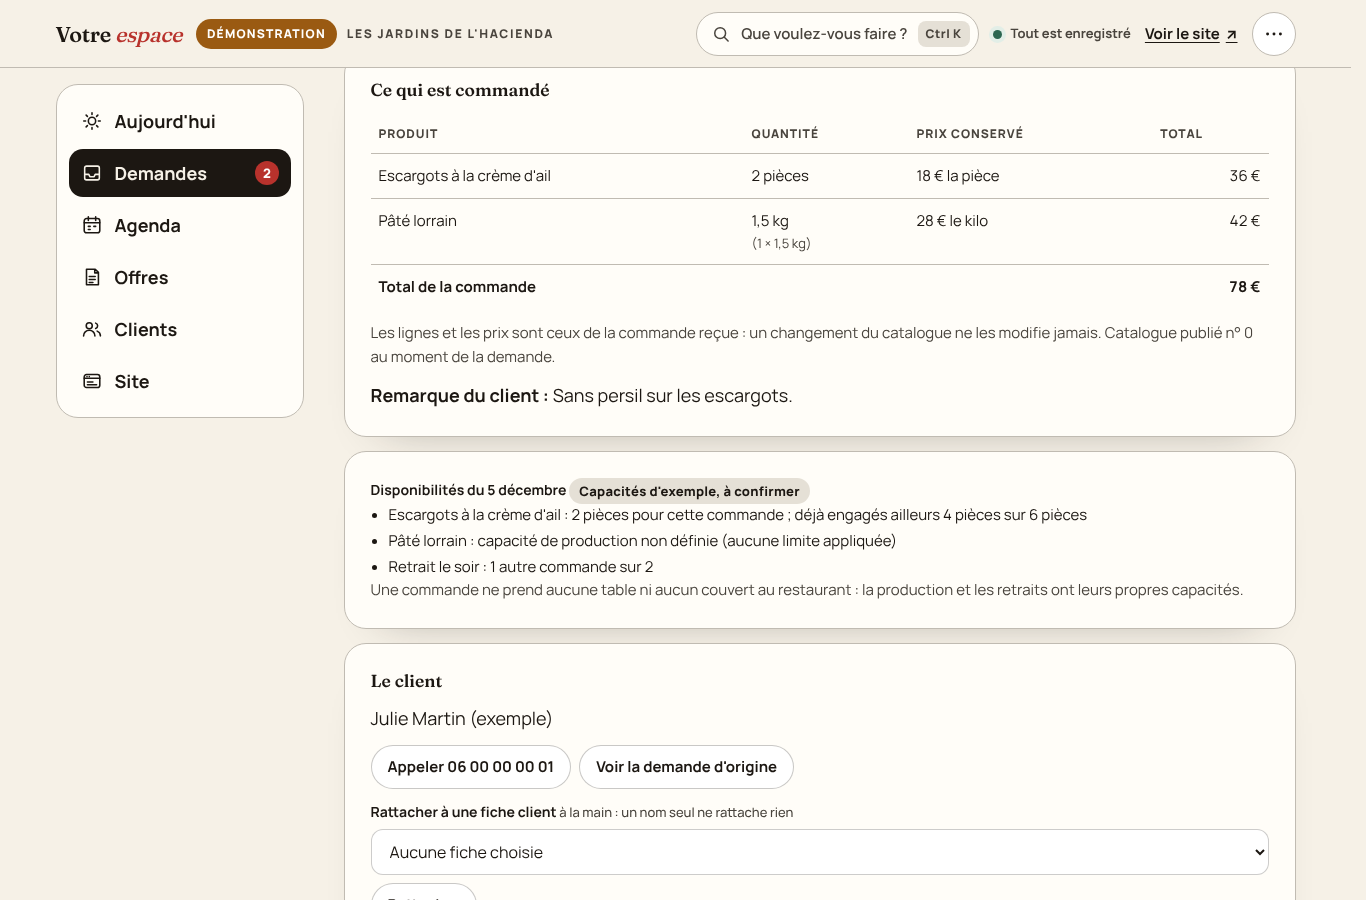 Votre espace DÉMONSTRATION LES JARDINS DE L'HACIENDA Que voulez-vous faire ? Ctrl K Tout est enregistré Voir le site ↗ ···
Aujourd'hui
Demandes 2
Agenda
Offres
Clients
Site
Ce qui est commandé
PRODUIT QUANTITÉ PRIX CONSERVÉ TOTAL
Escargots à la crème d'ail 2 pièces 18 € la pièce 36 €
Pâté lorrain 1,5 kg 28 € le kilo 42 €
(1 × 1,5 kg)
Total de la commande 78 €
Les lignes et les prix sont ceux de la commande reçue : un changement du catalogue ne les modifie jamais. Catalogue publié n° 0
au moment de la demande.
Remarque du client : Sans persil sur les escargots.
Disponibilités du 5 décembre Capacités d'exemple, à confirmer
• Escargots à la crème d'ail : 2 pièces pour cette commande ; déjà engagés ailleurs 4 pièces sur 6 pièces
• Pâté lorrain : capacité de production non définie (aucune limite appliquée)
• Retrait le soir : 1 autre commande sur 2
Une commande ne prend aucune table ni aucun couvert au restaurant : la production et les retraits ont leurs propres capacités.
Le client
Julie Martin (exemple)
Appeler 06 00 00 00 01 Voir la demande d'origine
Rattacher à une fiche client à la main : un nom seul ne rattache rien
Aucune fiche choisie